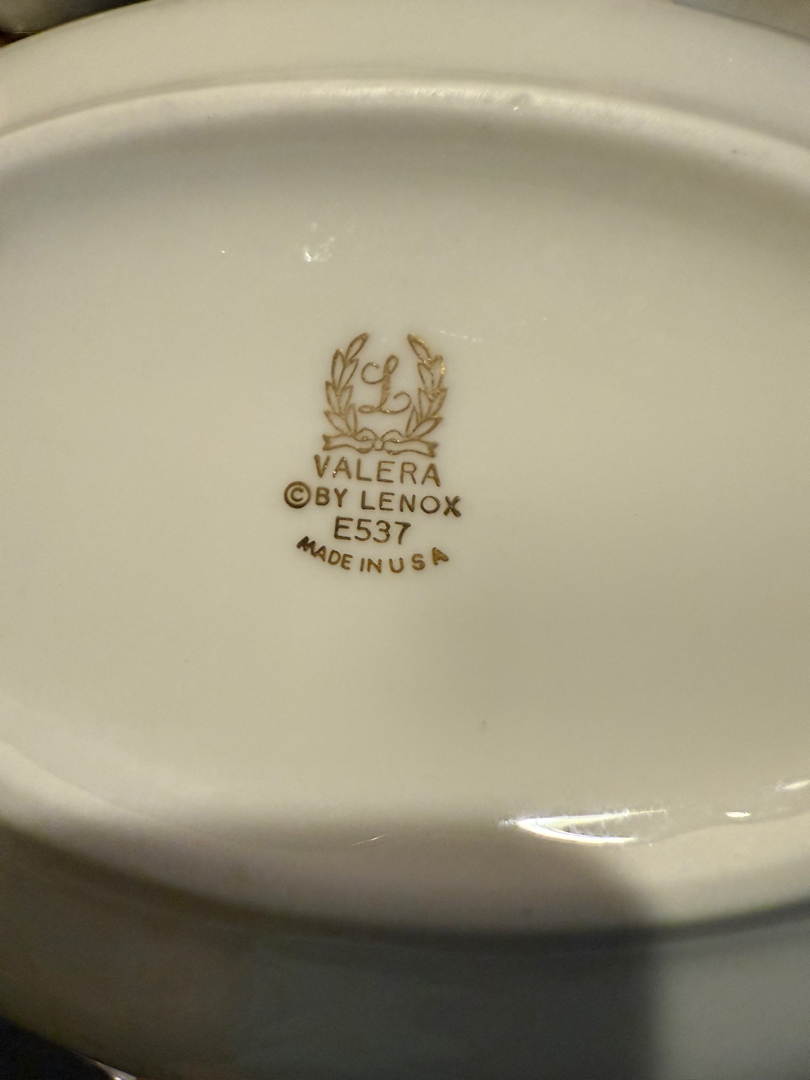 L
VALERA
©BY LENOX
E537
MADE IN USA